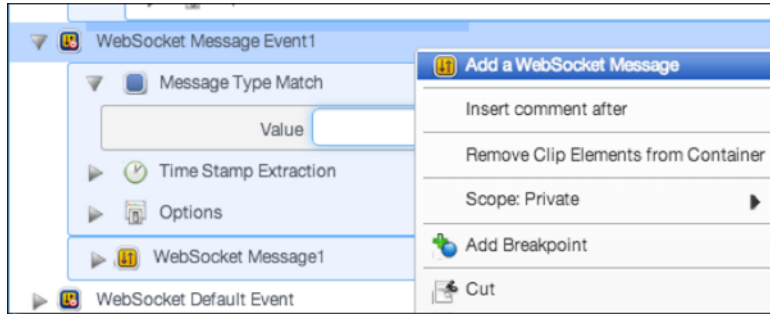 WebSocket Message Event1
Add a WebSocket Message
Message Type Match
Insert comment after
Value
Remove Clip Elements from Container
Time Stamp Extraction
Scope: Private
Options
Add Breakpoint
WebSocket Message1
Cut
WebSocket Default Event